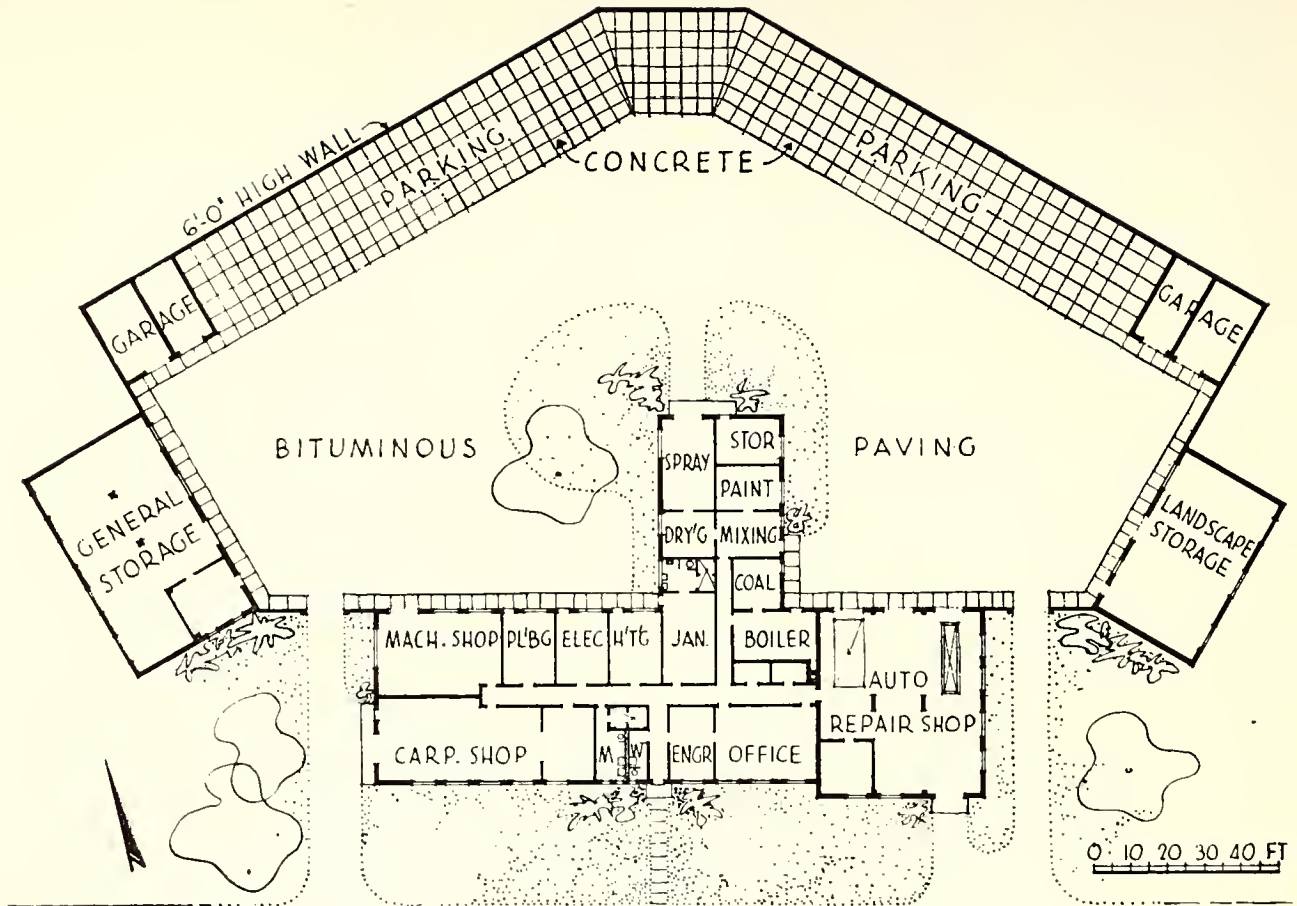 6'-0" HIGH WALL
PARKING
CONCRETE
PARKING
GARAGE
GARAGE
BITUMINOUS
PAVING
GENERAL
STORAGE
LANDSCAPE
STORAGE
SPRAY
STOR
PAINT
DRY'G
MIXING
COAL
MACH. SHOP
PL'BG
ELEC
H'T'G
JAN.
BOILER
AUTO
REPAIR SHOP
CARP. SHOP
M
W
ENGR
OFFICE
0 10 20 30 40 FT